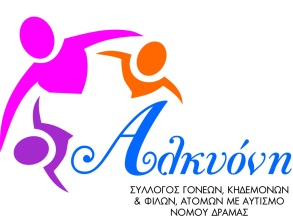 Αλκυόνη
ΣΥΛΛΟΓΟΣ ΓΟΝΕΩΝ, ΚΗΔΕΜΟΝΩΝ
& ΦΙΛΩΝ, ΑΤΟΜΩΝ ΜΕ ΑΥΤΙΣΜΟ
ΝΟΜΟΥ ΔΡΑΜΑΣ